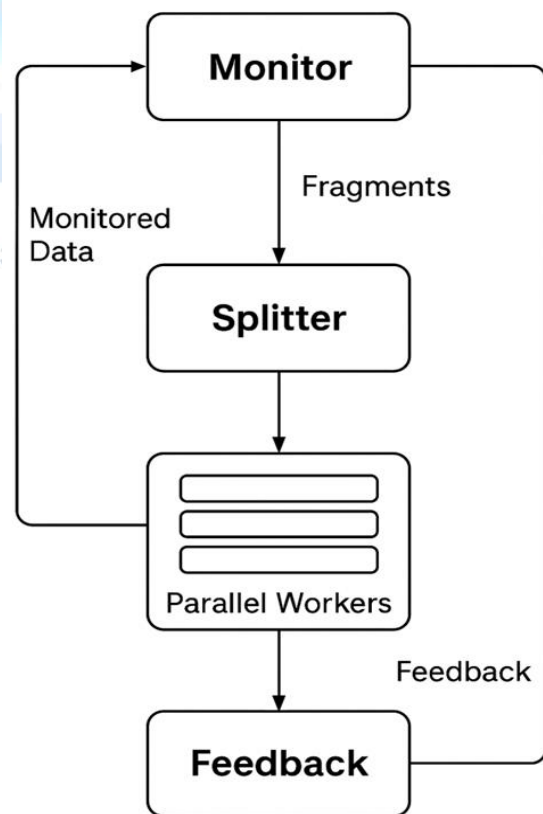 Monitor
Fragments
Monitored
Data
Splitter
Parallel Workers
Feedback
Feedback